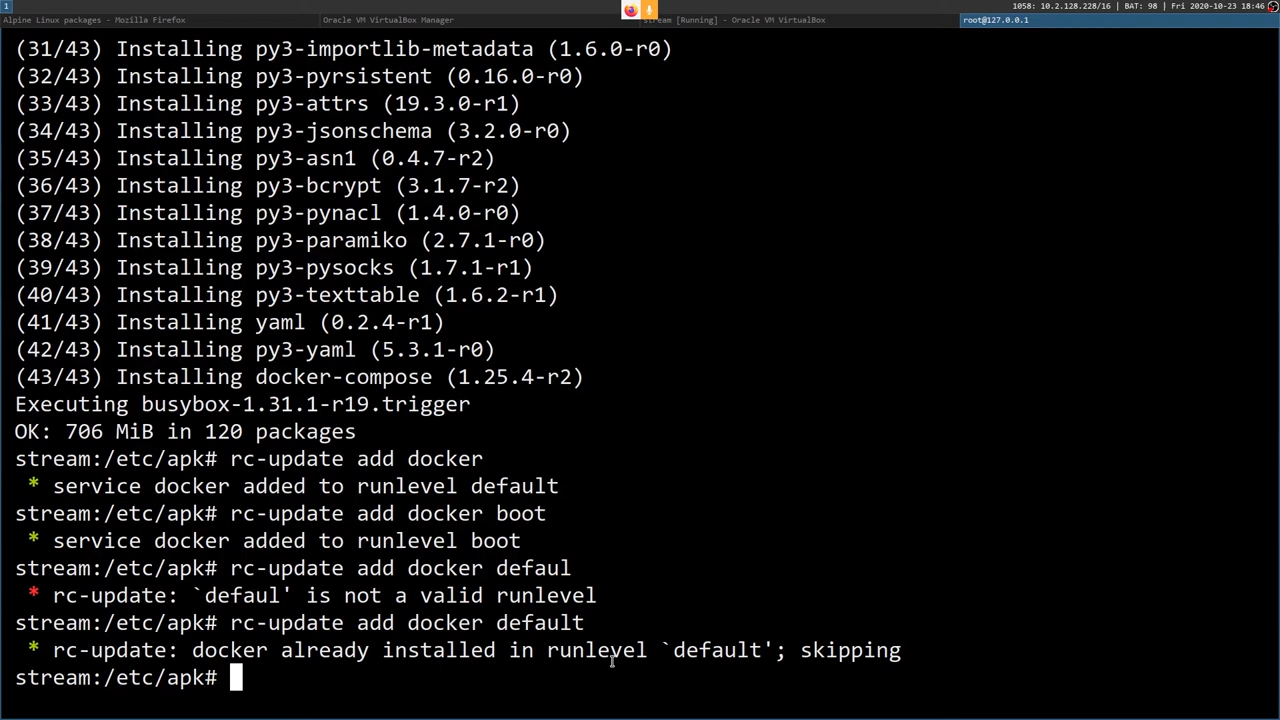 1
1058: 10.2.128.228/16 | BAT: 98 | Fri 2020-10-23 18:46
Alpine Linux packages - Mozilla Firefox
Oracle VM VirtualBox Manager
stream [Running] - Oracle VM VirtualBox
root@127.0.0.1
(31/43) Installing py3-importlib-metadata (1.6.0-r0)
(32/43) Installing py3-pyrsistent (0.16.0-r0)
(33/43) Installing py3-attrs (19.3.0-r1)
(34/43) Installing py3-jsonschema (3.2.0-r0)
(35/43) Installing py3-asn1 (0.4.7-r2)
(36/43) Installing py3-bcrypt (3.1.7-r2)
(37/43) Installing py3-pynacl (1.4.0-r0)
(38/43) Installing py3-paramiko (2.7.1-r0)
(39/43) Installing py3-pysocks (1.7.1-r1)
(40/43) Installing py3-texttable (1.6.2-r1)
(41/43) Installing yaml (0.2.4-r1)
(42/43) Installing py3-yaml (5.3.1-r0)
(43/43) Installing docker-compose (1.25.4-r2)
Executing busybox-1.31.1-r19.trigger
OK: 706 MiB in 120 packages
stream:/etc/apk# rc-update add docker
 * service docker added to runlevel default
stream:/etc/apk# rc-update add docker boot
 * service docker added to runlevel boot
stream:/etc/apk# rc-update add docker defaul
 * rc-update: `defaul' is not a valid runlevel
stream:/etc/apk# rc-update add docker default
 * rc-update: docker already installed in runlevel `default'; skipping
stream:/etc/apk#